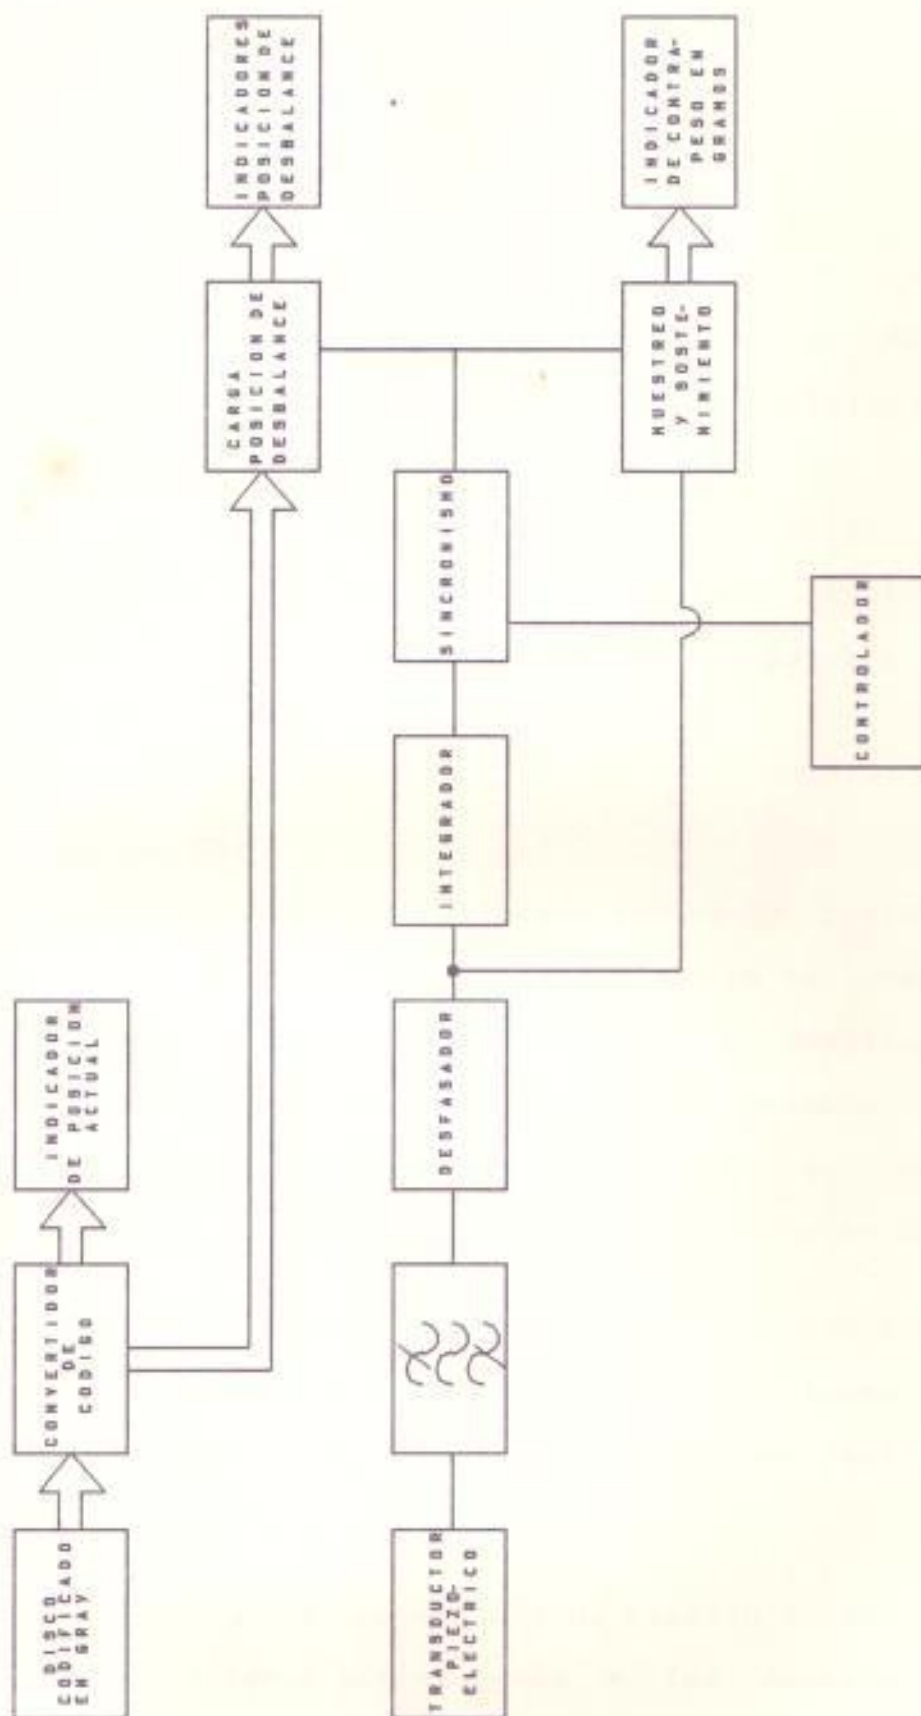 DISCO
CODIFICADO
EN GRAY
CONVERTIDOR
DE
CODIGO
INDICADOR
DE POSICION
ACTUAL
CARGA
POSICION DE
DESBALANCE
INDICADORES
POSICION DE
DESBALANCE
TRANSDUCTOR
PIEZO-
ELECTRICO
DESFASADOR
INTEGRADOR
SINCRONISMO
MUESTREO
Y SOSTE-
NIMIENTO
INDICADOR
DE CONTRA-
PESO EN
GRAMOS
CONTROLADOR